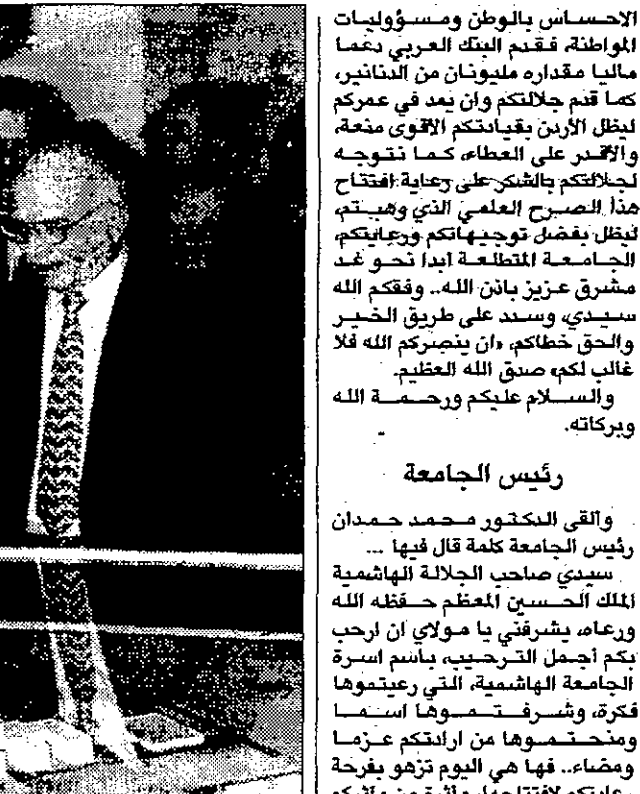 الاحساس بالوطن ومسؤوليات
المواطنة، فقدم البنك العربي دعما
ماليا مقداره مليونان من الدنانير،
كما قدم جلالتكم وان يمد في عمركم
ليظل الأردن بقيادتكم الأقوى منعة،
والأقدر على العطاء، كما نتوجه
لجلالتكم بالشكر على رعاية افتتاح
هذا الصرح العلمي الذي وهبتم،
ليظل بفضل توجيهاتكم ورعايتكم،
الجامعة المتطلعة ابدا نحو غد
مشرق عزيز باذن الله.. وفقكم الله
سيدي، وسدد على طريق الخير
والحق خطاكم، «ان ينصركم الله فلا
غالب لكم» صدق الله العظيم.
والسلام عليكم ورحمة الله
وبركاته.
رئيس الجامعة
وألقى الدكتور محمد حمدان
رئيس الجامعة كلمة قال فيها ...
سيدي صاحب الجلالة الهاشمية
الملك الحسين المعظم حفظه الله
ورعاه، يشرفني يا مولاي ان ارحب
بكم أجمل الترحيب، باسم اسرة
الجامعة الهاشمية، التي رعيتموها
فكرة، وشرفتموها اسما
ومنحتموها من ارادتكم عزما
ومضاء.. فها هي اليوم تزهو بفرحة